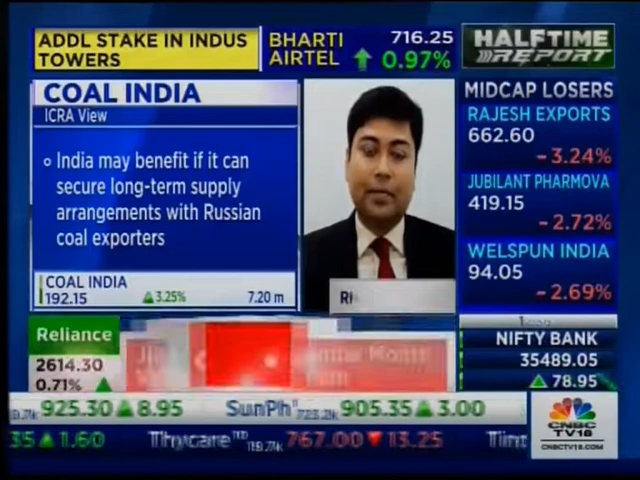 ADDL STAKE IN INDUS
TOWERS
BHARTI
AIRTEL
716.25
0.97%
HALFTIME
REPORT
COAL INDIA
ICRA View
India may benefit if it can
secure long-term supply
arrangements with Russian
coal exporters
COAL INDIA
192.15
3.25%
7.20 m
MIDCAP LOSERS
RAJESH EXPORTS
662.60
-3.24%
JUBILANT PHARMOVA
419.15
-2.72%
WELSPUN INDIA
94.05
-2.69%
Reliance
2614.30
0.71%
NIFTY BANK
35489.05
78.95
925.30 8.95 SunPh 905.35 3.00
35 1.60 Thycare 767.00 13.25
CNBC
TV18
CNBCTV18.COM